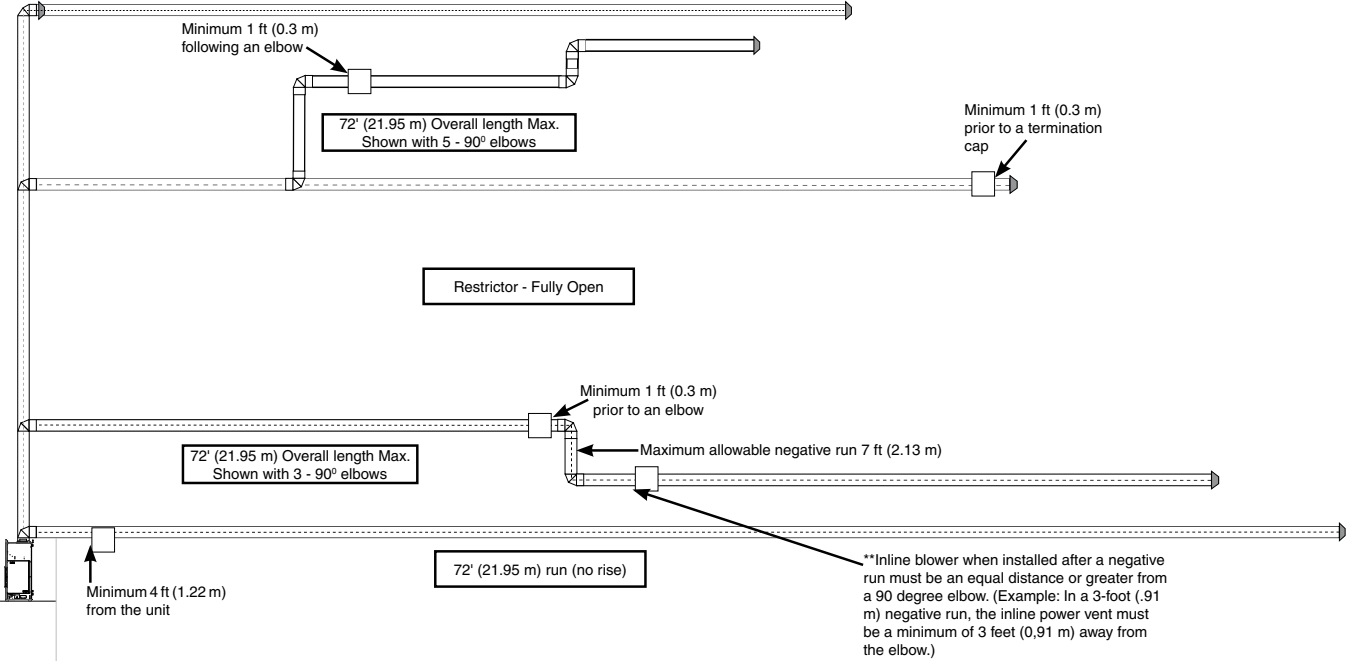 Minimum 1 ft (0.3 m)
following an elbow
72' (21.95 m) Overall length Max.
Shown with 5 - 90⁰ elbows
Minimum 1 ft (0.3 m)
prior to a termination
cap
Restrictor - Fully Open
Minimum 1 ft (0.3 m)
prior to an elbow
72' (21.95 m) Overall length Max.
Shown with 3 - 90⁰ elbows
Maximum allowable negative run 7 ft (2.13 m)
Minimum 4 ft (1.22 m)
from the unit
72' (21.95 m) run (no rise)
**Inline blower when installed after a negative
run must be an equal distance or greater from
a 90 degree elbow. (Example: In a 3-foot (.91
m) negative run, the inline power vent must
be a minimum of 3 feet (0,91 m) away from
the elbow.)